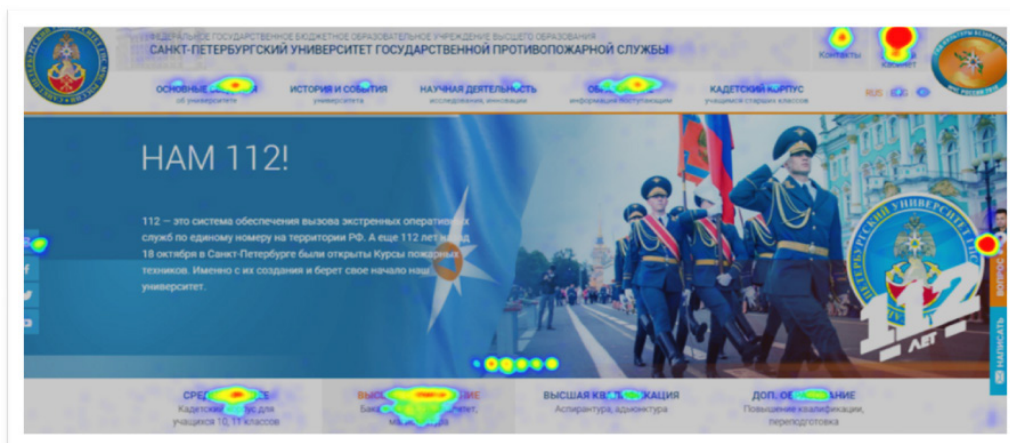 ФЕДЕРАЛЬНОЕ ГОСУДАРСТВЕННОЕ БЮДЖЕТНОЕ ОБРАЗОВАТЕЛЬНОЕ УЧРЕЖДЕНИЕ ВЫСШЕГО ОБРАЗОВАНИЯ
САНКТ-ПЕТЕРБУРГСКИЙ УНИВЕРСИТЕТ ГОСУДАРСТВЕННОЙ ПРОТИВОПОЖАРНОЙ СЛУЖБЫ
Контакты
кабинет
ОСНОВНЫЕ
об университете
ИСТОРИЯ И СОБЫТИЯ
университета
НАУЧНАЯ ДЕЯТЕЛЬНОСТЬ
исследования, инновации
информация поступающим
КАДЕТСКИЙ КОРПУС
учащимся старших классов
RUS
НАМ 112!
112 — это система обеспечения вызова экстренных оперативных
служб по единому номеру на территории РФ. А еще 112 лет назад
18 октября в Санкт-Петербурге были открыты Курсы пожарных
техников. Именно с их создания и берет свое начало наш
университет.
112
ЛЕТ
ВОПРОС
НАПИСАТЬ
Кадетский корпус для
учащихся 10, 11 классов
ВЫСШАЯ КВАЛИФИКАЦИЯ
Аспирантура, адъюнктура
ДОП. ОБРАЗОВАНИЕ
Повышение квалификации,
переподготовка